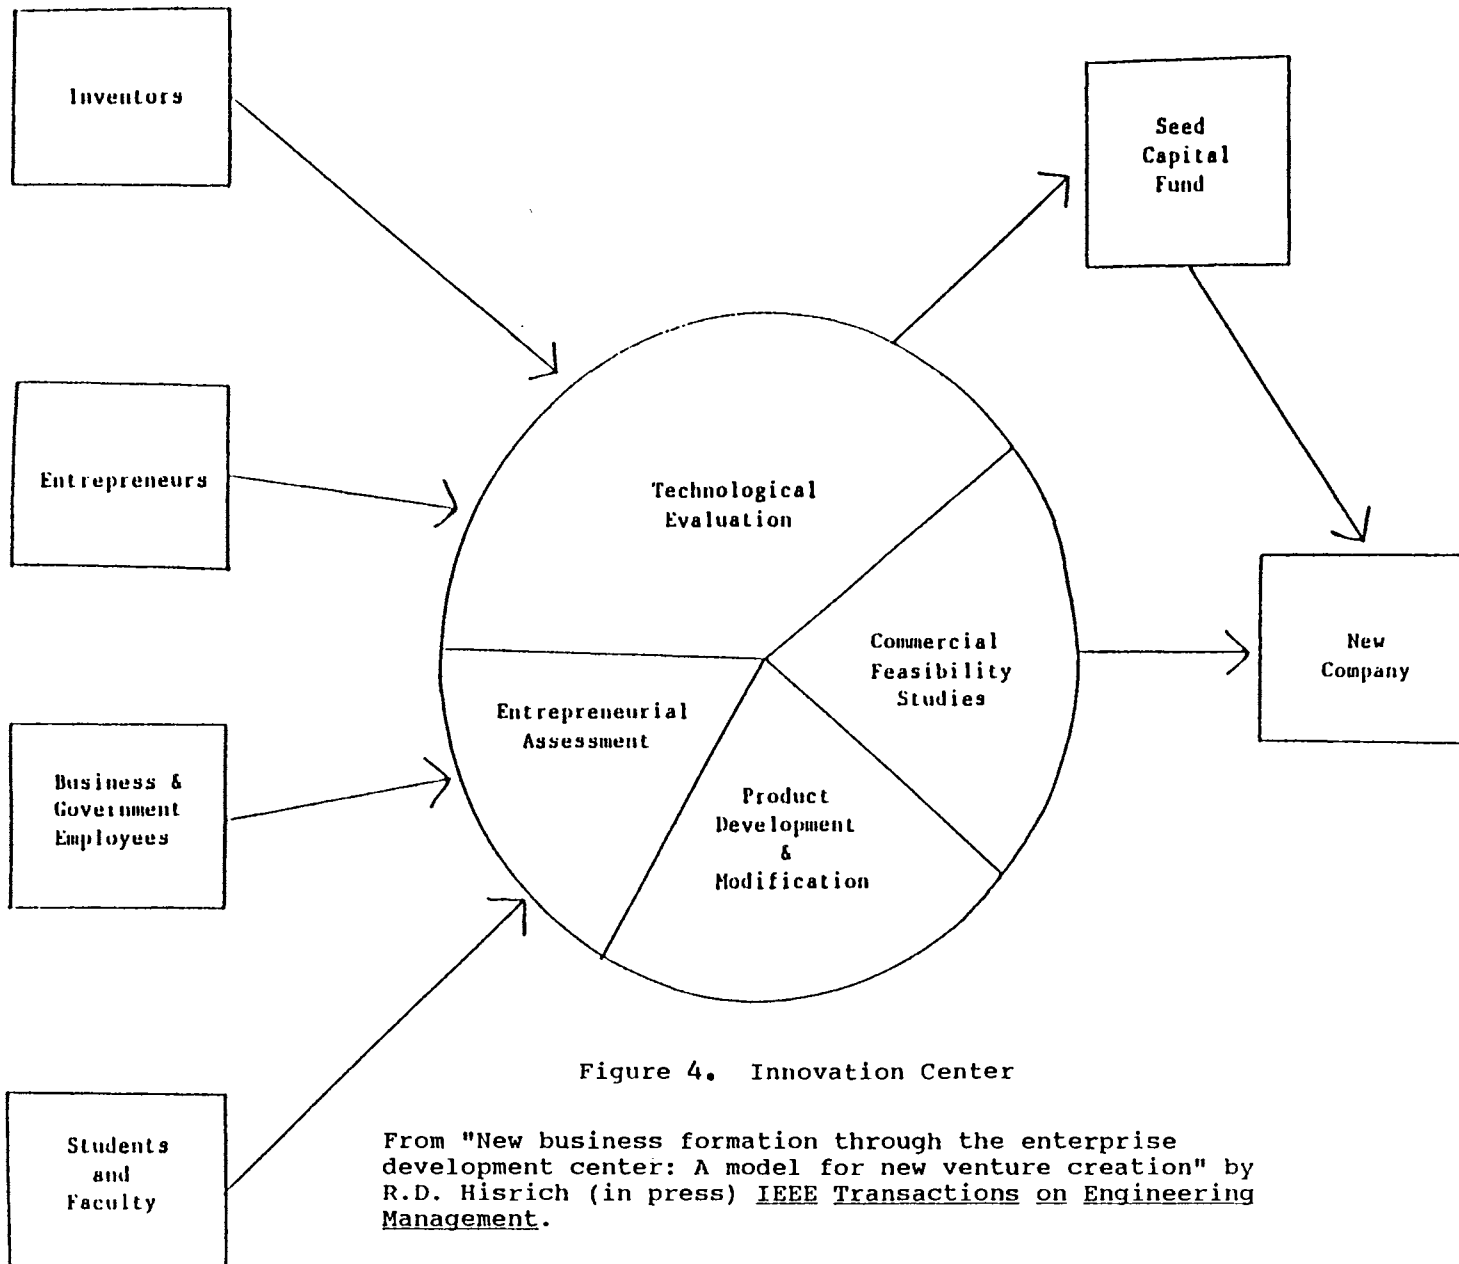 Inventors
Seed
Capital
Fund
Entrepreneurs
Technological
Evaluation
Commercial
Feasibility
Studies
New
Company
Entrepreneurial
Assessment
Business &
Government
Employees
Product
Development
&
Modification
Students
and
Faculty
Figure 4. Innovation Center
From "New business formation through the enterprise
development center: A model for new venture creation" by
R.D. Hisrich (in press) IEEE Transactions on Engineering
Management.